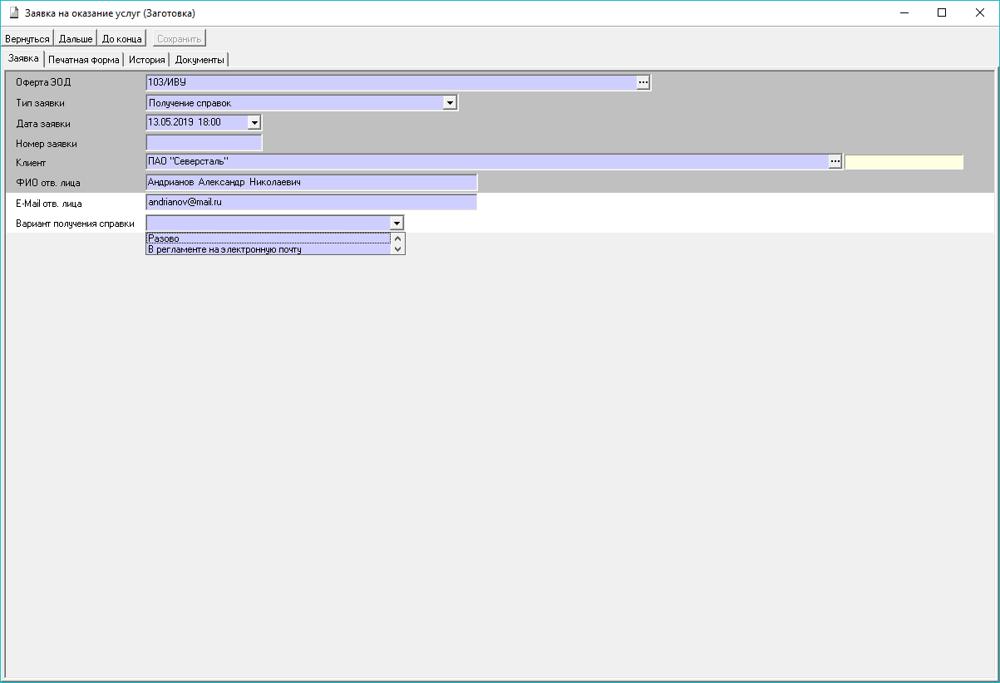 Заявка на оказание услуг (Заготовка)
Вернуться Дальше До конца Сохранить
Заявка Печатная форма История Документы
Оферта ЭОД 103/ИВУ ...
Тип заявки Получение справок
Дата заявки 13.05.2019 18:00
Номер заявки
Клиент ПАО "Северсталь" ...
ФИО отв. лица Андрианов Александр Николаевич
E-Mail отв. лица andrianov@mail.ru
Вариант получения справки
Разово
В регламенте на электронную почту